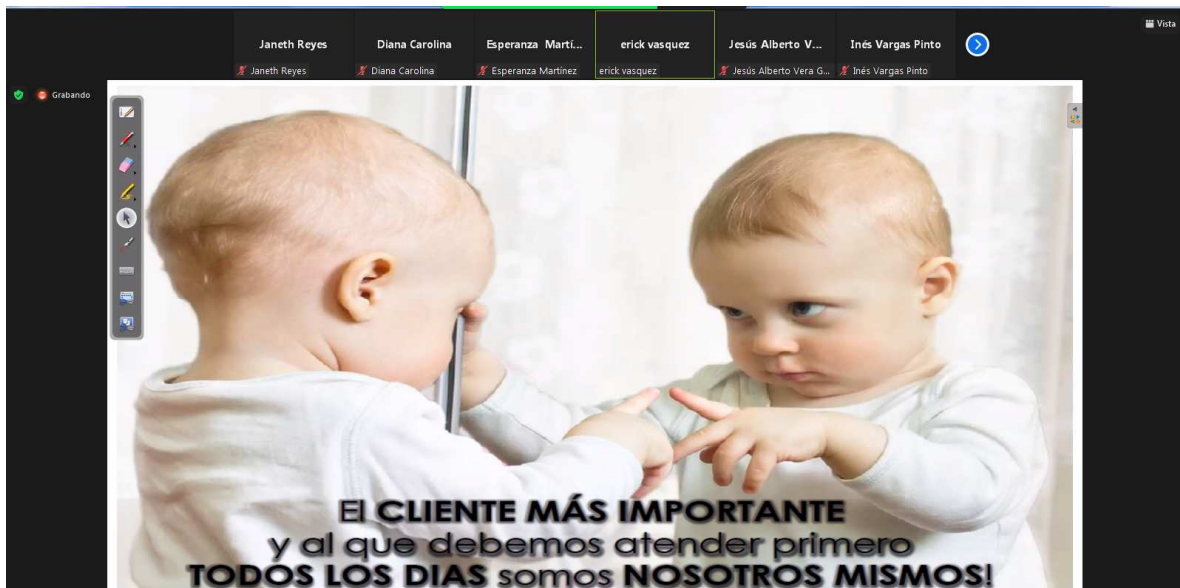 Vista
Janeth Reyes
Diana Carolina
Esperanza Martí...
erick vasquez
Jesús Alberto V...
Inés Vargas Pinto
Janeth Reyes
Diana Carolina
Esperanza Martínez
erick vasquez
Jesús Alberto Vera G...
Inés Vargas Pinto
Grabando
El CLIENTE MÁS IMPORTANTE
y al que debemos atender primero
TODOS LOS DIAS somos NOSOTROS MISMOS!